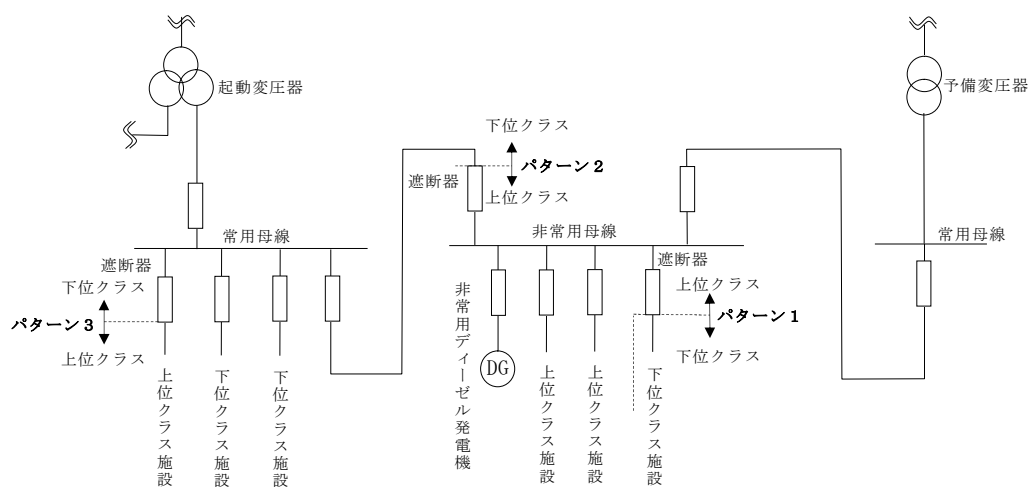 起動変圧器
予備変圧器
下位クラス
パターン２
遮断器
上位クラス
常用母線
非常用母線
常用母線
遮断器
下位クラス
パターン３
上位クラス
遮断器
上位クラス
パターン１
下位クラス
非常用ディーゼル発電機
DG
上位クラス施設
下位クラス施設
下位クラス施設
上位クラス施設
上位クラス施設
下位クラス施設